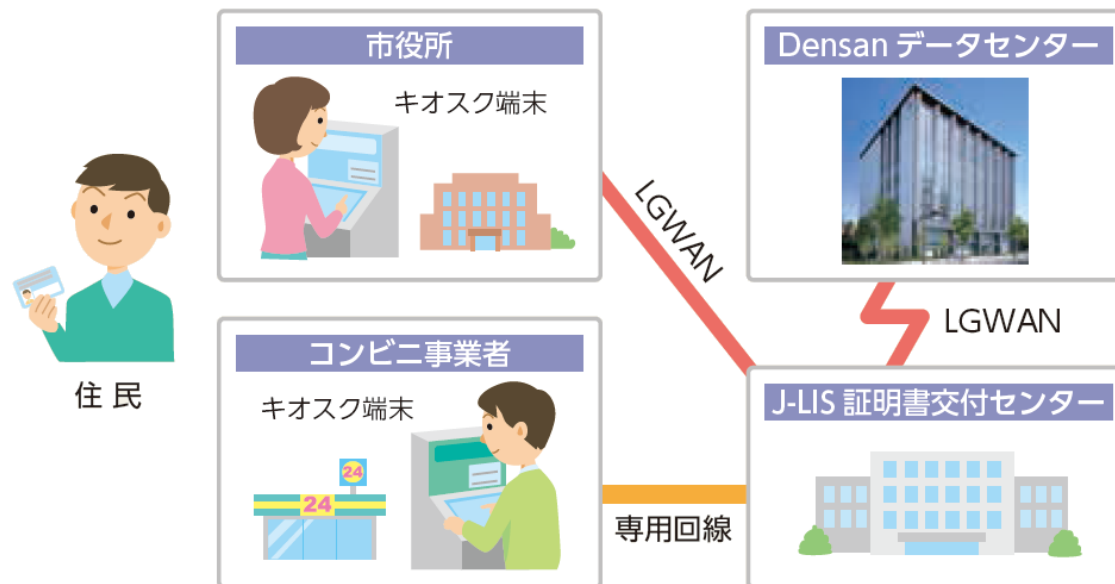 市役所
キオスク端末
Densan データセンター
LGWAN
LGWAN
住民
コンビニ事業者
キオスク端末
24
24
専用回線
J-LIS 証明書交付センター